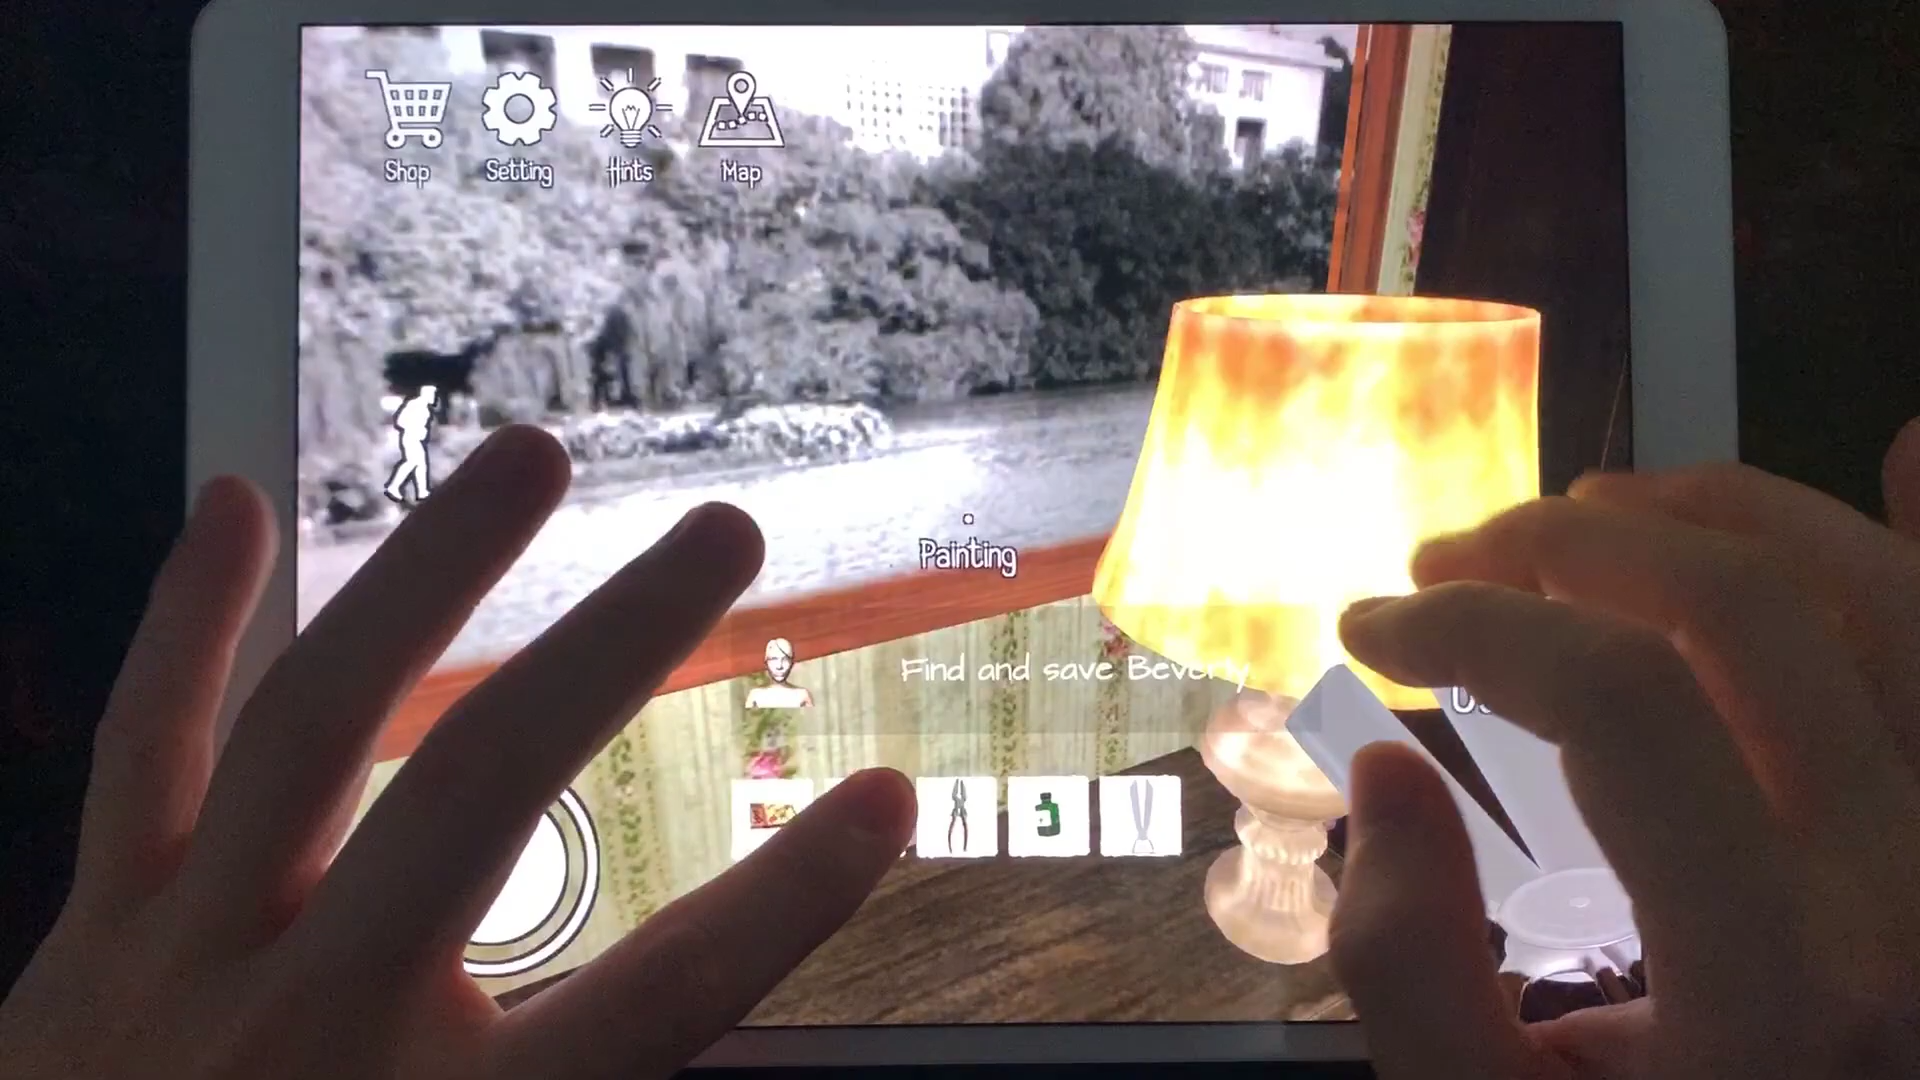 Shop
Setting
Hints
Map
Painting
Find and save Beverly